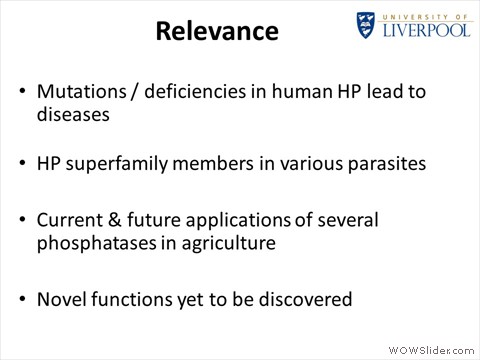 Relevance
UNIVERSITY OF
LIVERPOOL
• Mutations / deficiencies in human HP lead to
diseases
• HP superfamily members in various parasites
• Current & future applications of several
phosphatases in agriculture
• Novel functions yet to be discovered
WOWSlider.com